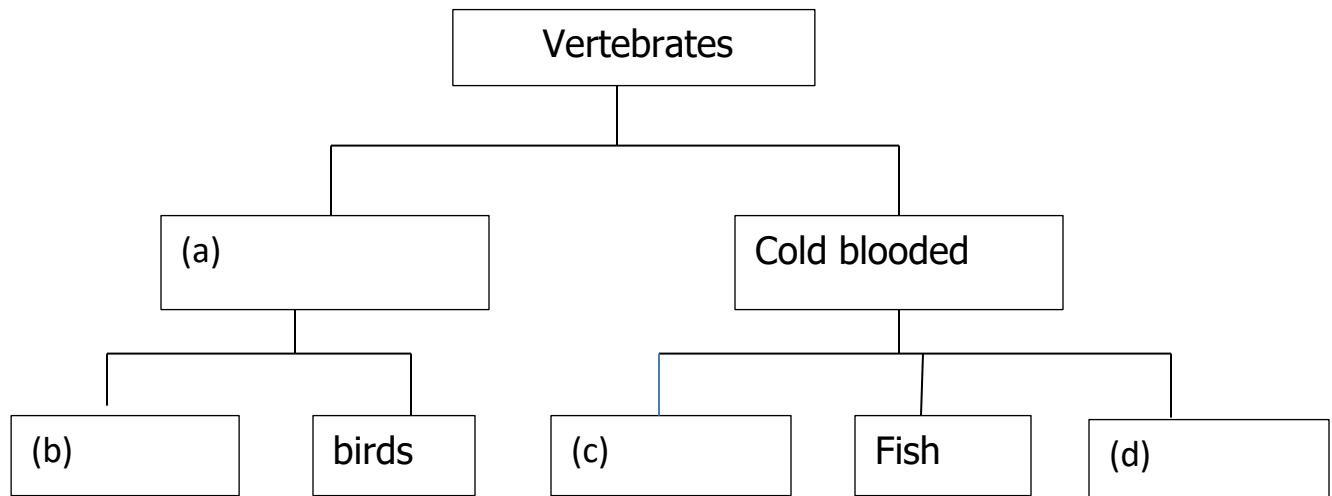 Vertebrates
(a)
Cold blooded
(b)
birds
(c)
Fish
(d)